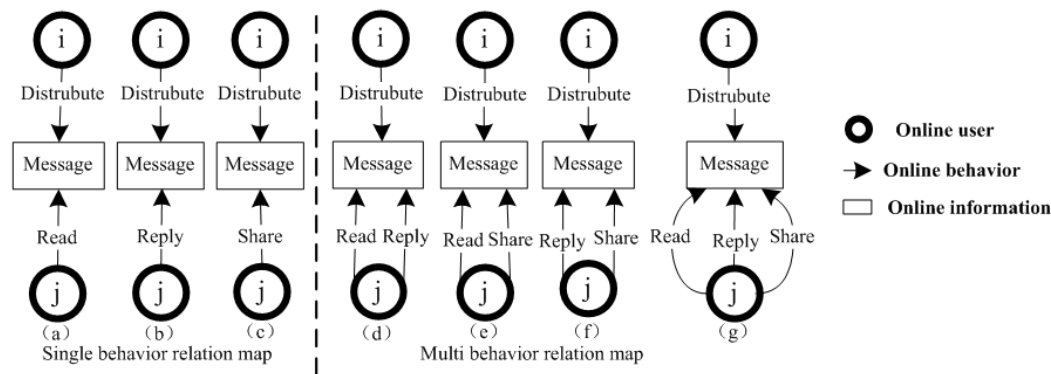 i i i i i i i
Distrubute Distrubute Distrubute Distrubute Distrubute Distrubute Distrubute
Message Message Message Message Message Message Message
Read Reply Share Read Reply Read Share Reply Share Read Reply Share
j j j j j j j
(a) (b) (c) (d) (e) (f) (g)
Single behavior relation map Multi behavior relation map
Online user
Online behavior
Online information